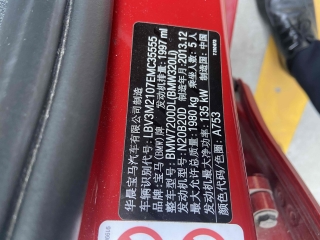 华晨宝马汽车有限公司制造
车辆识别代号: LBV3M2107EMC35555
品牌: 宝马(BMW)牌 发动机排量: 1997 ml
整车型号: BMW7200DL(BMW320Li) 制造年月 2013.12
发动机型号: N20B20D 乘坐人数: 5 人
最大允许总质量: 1980 kg 制造国: 中国
发动机最大净功率: 135 kW
颜色代码/色圈: A753